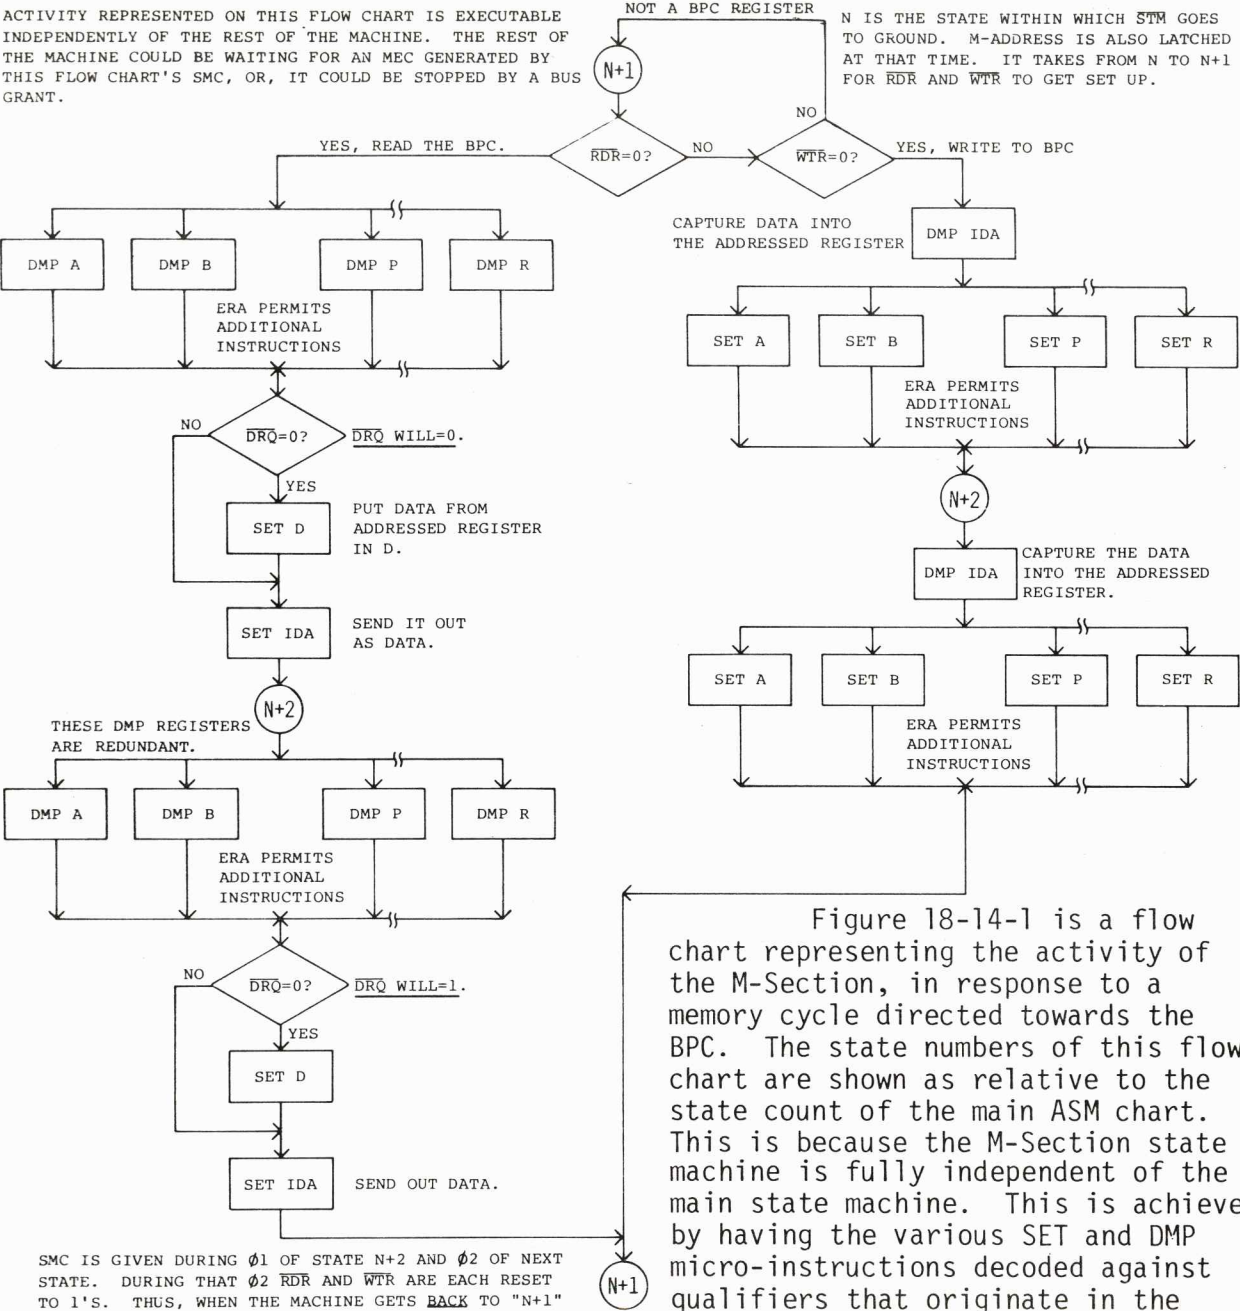 ACTIVITY REPRESENTED ON THIS FLOW CHART IS EXECUTABLE
INDEPENDENTLY OF THE REST OF THE MACHINE. THE REST OF
THE MACHINE COULD BE WAITING FOR AN MEC GENERATED BY
THIS FLOW CHART'S SMC, OR, IT COULD BE STOPPED BY A BUS
GRANT.
NOT A BPC REGISTER
N IS THE STATE WITHIN WHICH STM GOES
TO GROUND. M-ADDRESS IS ALSO LATCHED
AT THAT TIME. IT TAKES FROM N TO N+1
FOR RDR AND WTR TO GET SET UP.
N+1
NO
YES, READ THE BPC.
RDR=0?
NO
WTR=0?
YES, WRITE TO BPC
CAPTURE DATA INTO
THE ADDRESSED REGISTER
DMP IDA
DMP A
DMP B
DMP P
DMP R
ERA PERMITS
ADDITIONAL
INSTRUCTIONS
SET A
SET B
SET P
SET R
ERA PERMITS
ADDITIONAL
INSTRUCTIONS
NO
DRQ=0?
DRQ WILL=0.
YES
SET D
PUT DATA FROM
ADDRESSED REGISTER
IN D.
N+2
DMP IDA
CAPTURE THE DATA
INTO THE ADDRESSED
REGISTER.
SET IDA
SEND IT OUT
AS DATA.
SET A
SET B
SET P
SET R
N+2
THESE DMP REGISTERS
ARE REDUNDANT.
ERA PERMITS
ADDITIONAL
INSTRUCTIONS
DMP A
DMP B
DMP P
DMP R
ERA PERMITS
ADDITIONAL
INSTRUCTIONS
NO
DRQ=0?
DRQ WILL=1.
YES
SET D
SET IDA
SEND OUT DATA.
SMC IS GIVEN DURING ø1 OF STATE N+2 AND ø2 OF NEXT
STATE. DURING THAT ø2 RDR AND WTR ARE EACH RESET
TO 1'S. THUS, WHEN THE MACHINE GETS BACK TO "N+1"
N+1
Figure 18-14-1 is a flow
chart representing the activity of
the M-Section, in response to a
memory cycle directed towards the
BPC. The state numbers of this flow
chart are shown as relative to the
state count of the main ASM chart.
This is because the M-Section state
machine is fully independent of the
main state machine. This is achieve
by having the various SET and DMP
micro-instructions decoded against
qualifiers that originate in the